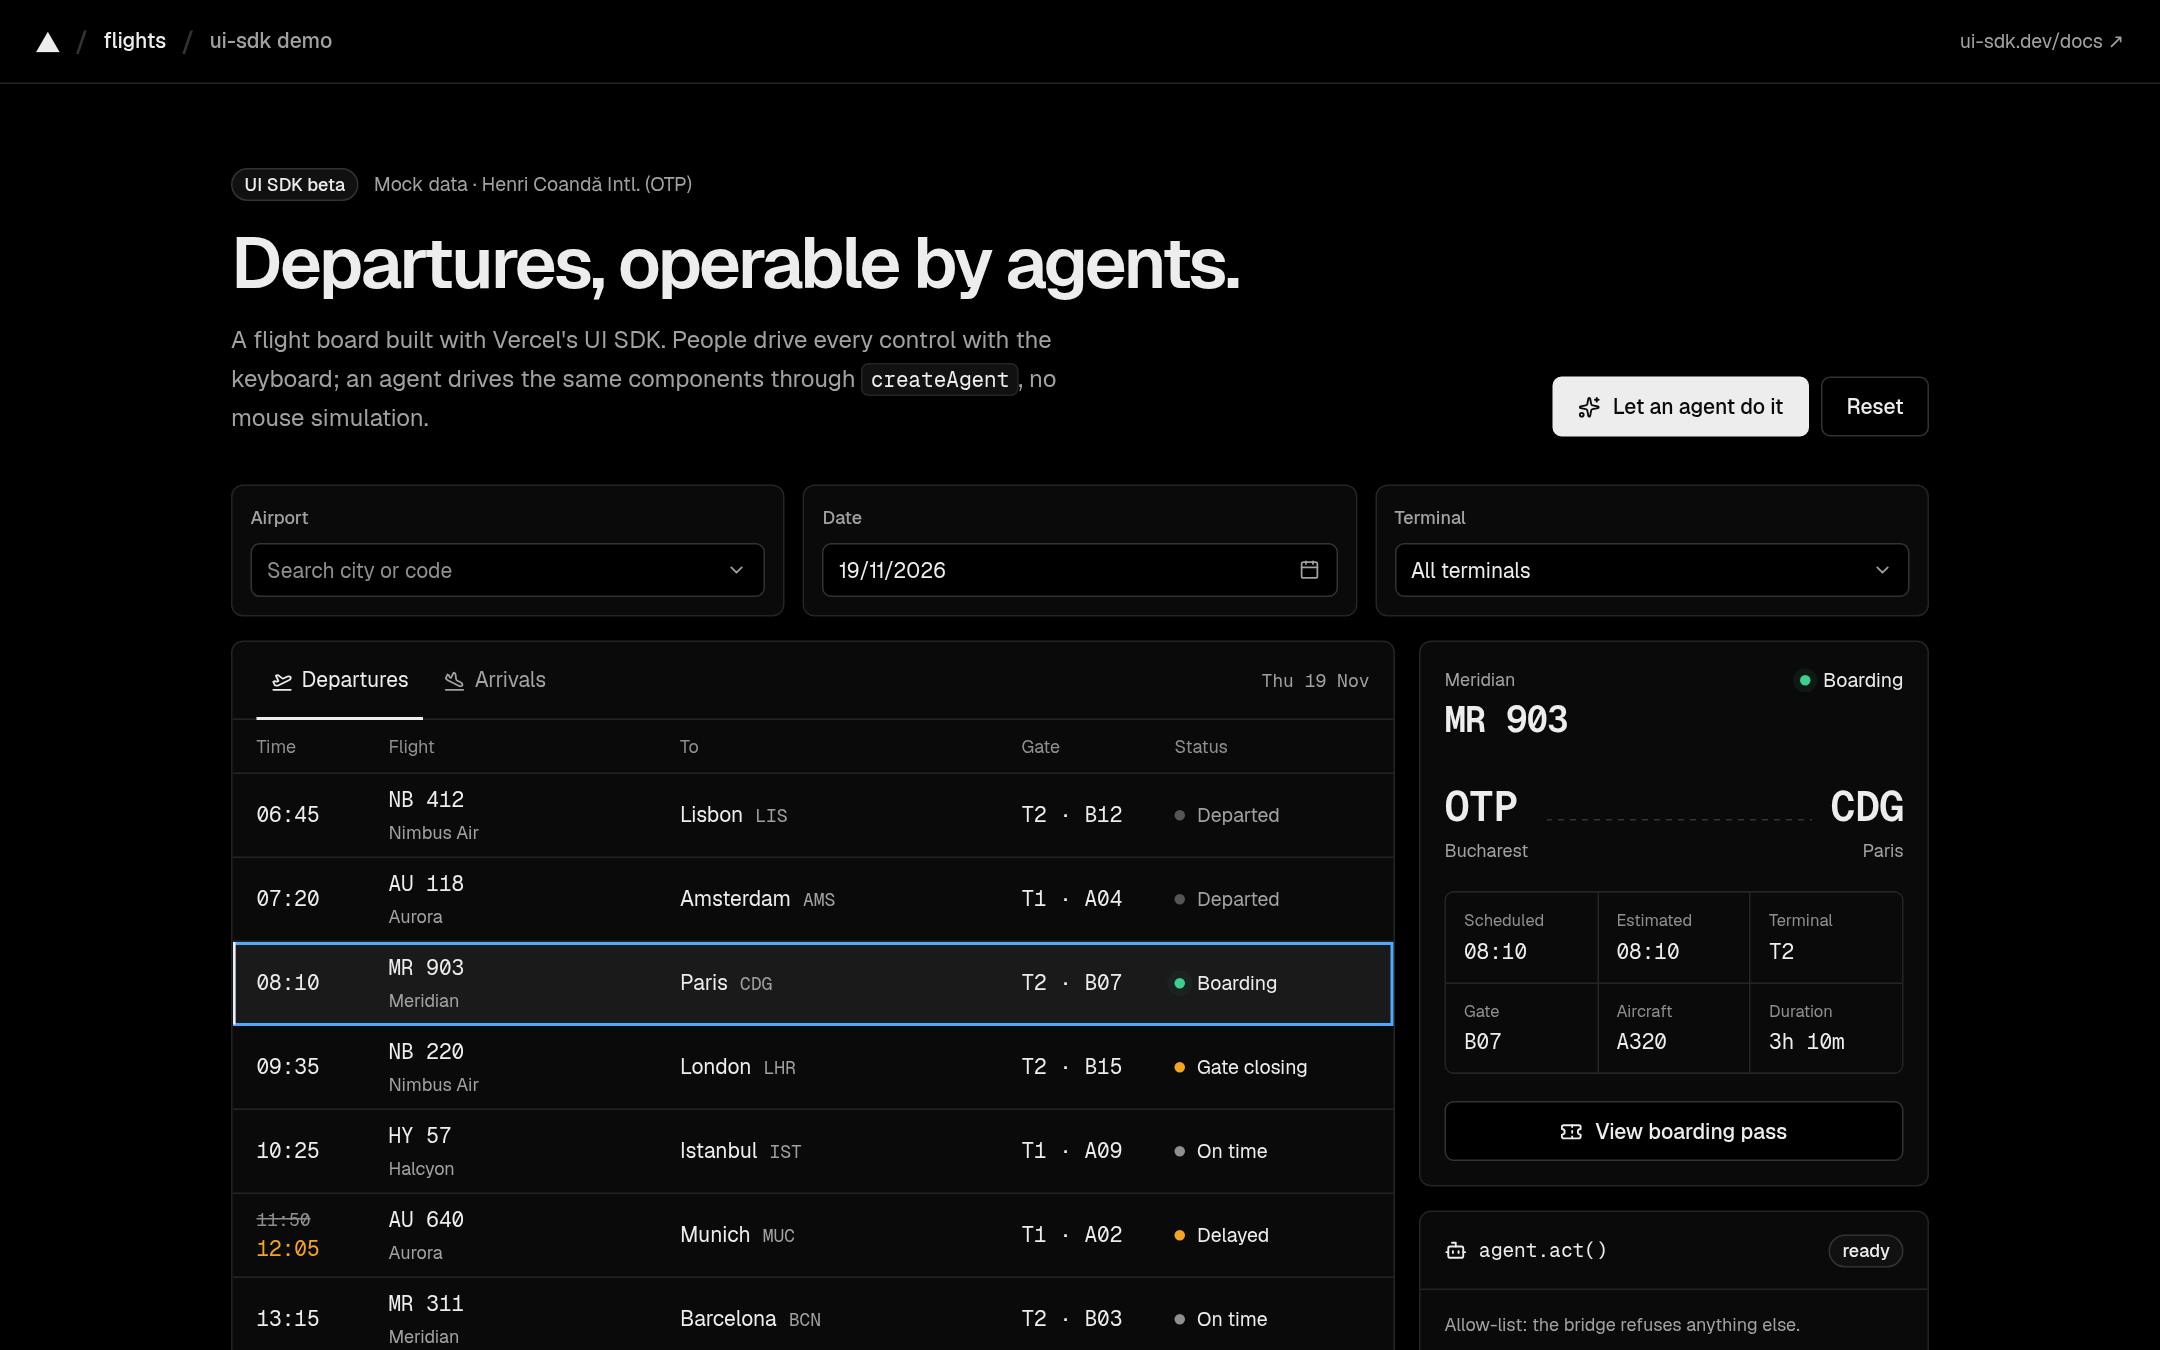 / flights / ui-sdk demo
ui-sdk.dev/docs ↗
UI SDK beta
Mock data · Henri Coandă Intl. (OTP)
Departures, operable by agents.
A flight board built with Vercel's UI SDK. People drive every control with the
keyboard; an agent drives the same components through createAgent, no
mouse simulation.
Let an agent do it
Reset
Airport
Search city or code
Date
19/11/2026
Terminal
All terminals
Departures
Arrivals
Thu 19 Nov
Time Flight To Gate Status
06:45 NB 412 Lisbon LIS T2 · B12 Departed
Nimbus Air
07:20 AU 118 Amsterdam AMS T1 · A04 Departed
Aurora
08:10 MR 903 Paris CDG T2 · B07 Boarding
Meridian
09:35 NB 220 London LHR T2 · B15 Gate closing
Nimbus Air
10:25 HY 57 Istanbul IST T1 · A09 On time
Halcyon
11:50
12:05 AU 640 Munich MUC T1 · A02 Delayed
Aurora
13:15 MR 311 Barcelona BCN T2 · B03 On time
Meridian
Meridian
Boarding
MR 903
OTP CDG
Bucharest Paris
Scheduled Estimated Terminal
08:10 08:10 T2
Gate Aircraft Duration
B07 A320 3h 10m
View boarding pass
agent.act()
ready
Allow-list: the bridge refuses anything else.